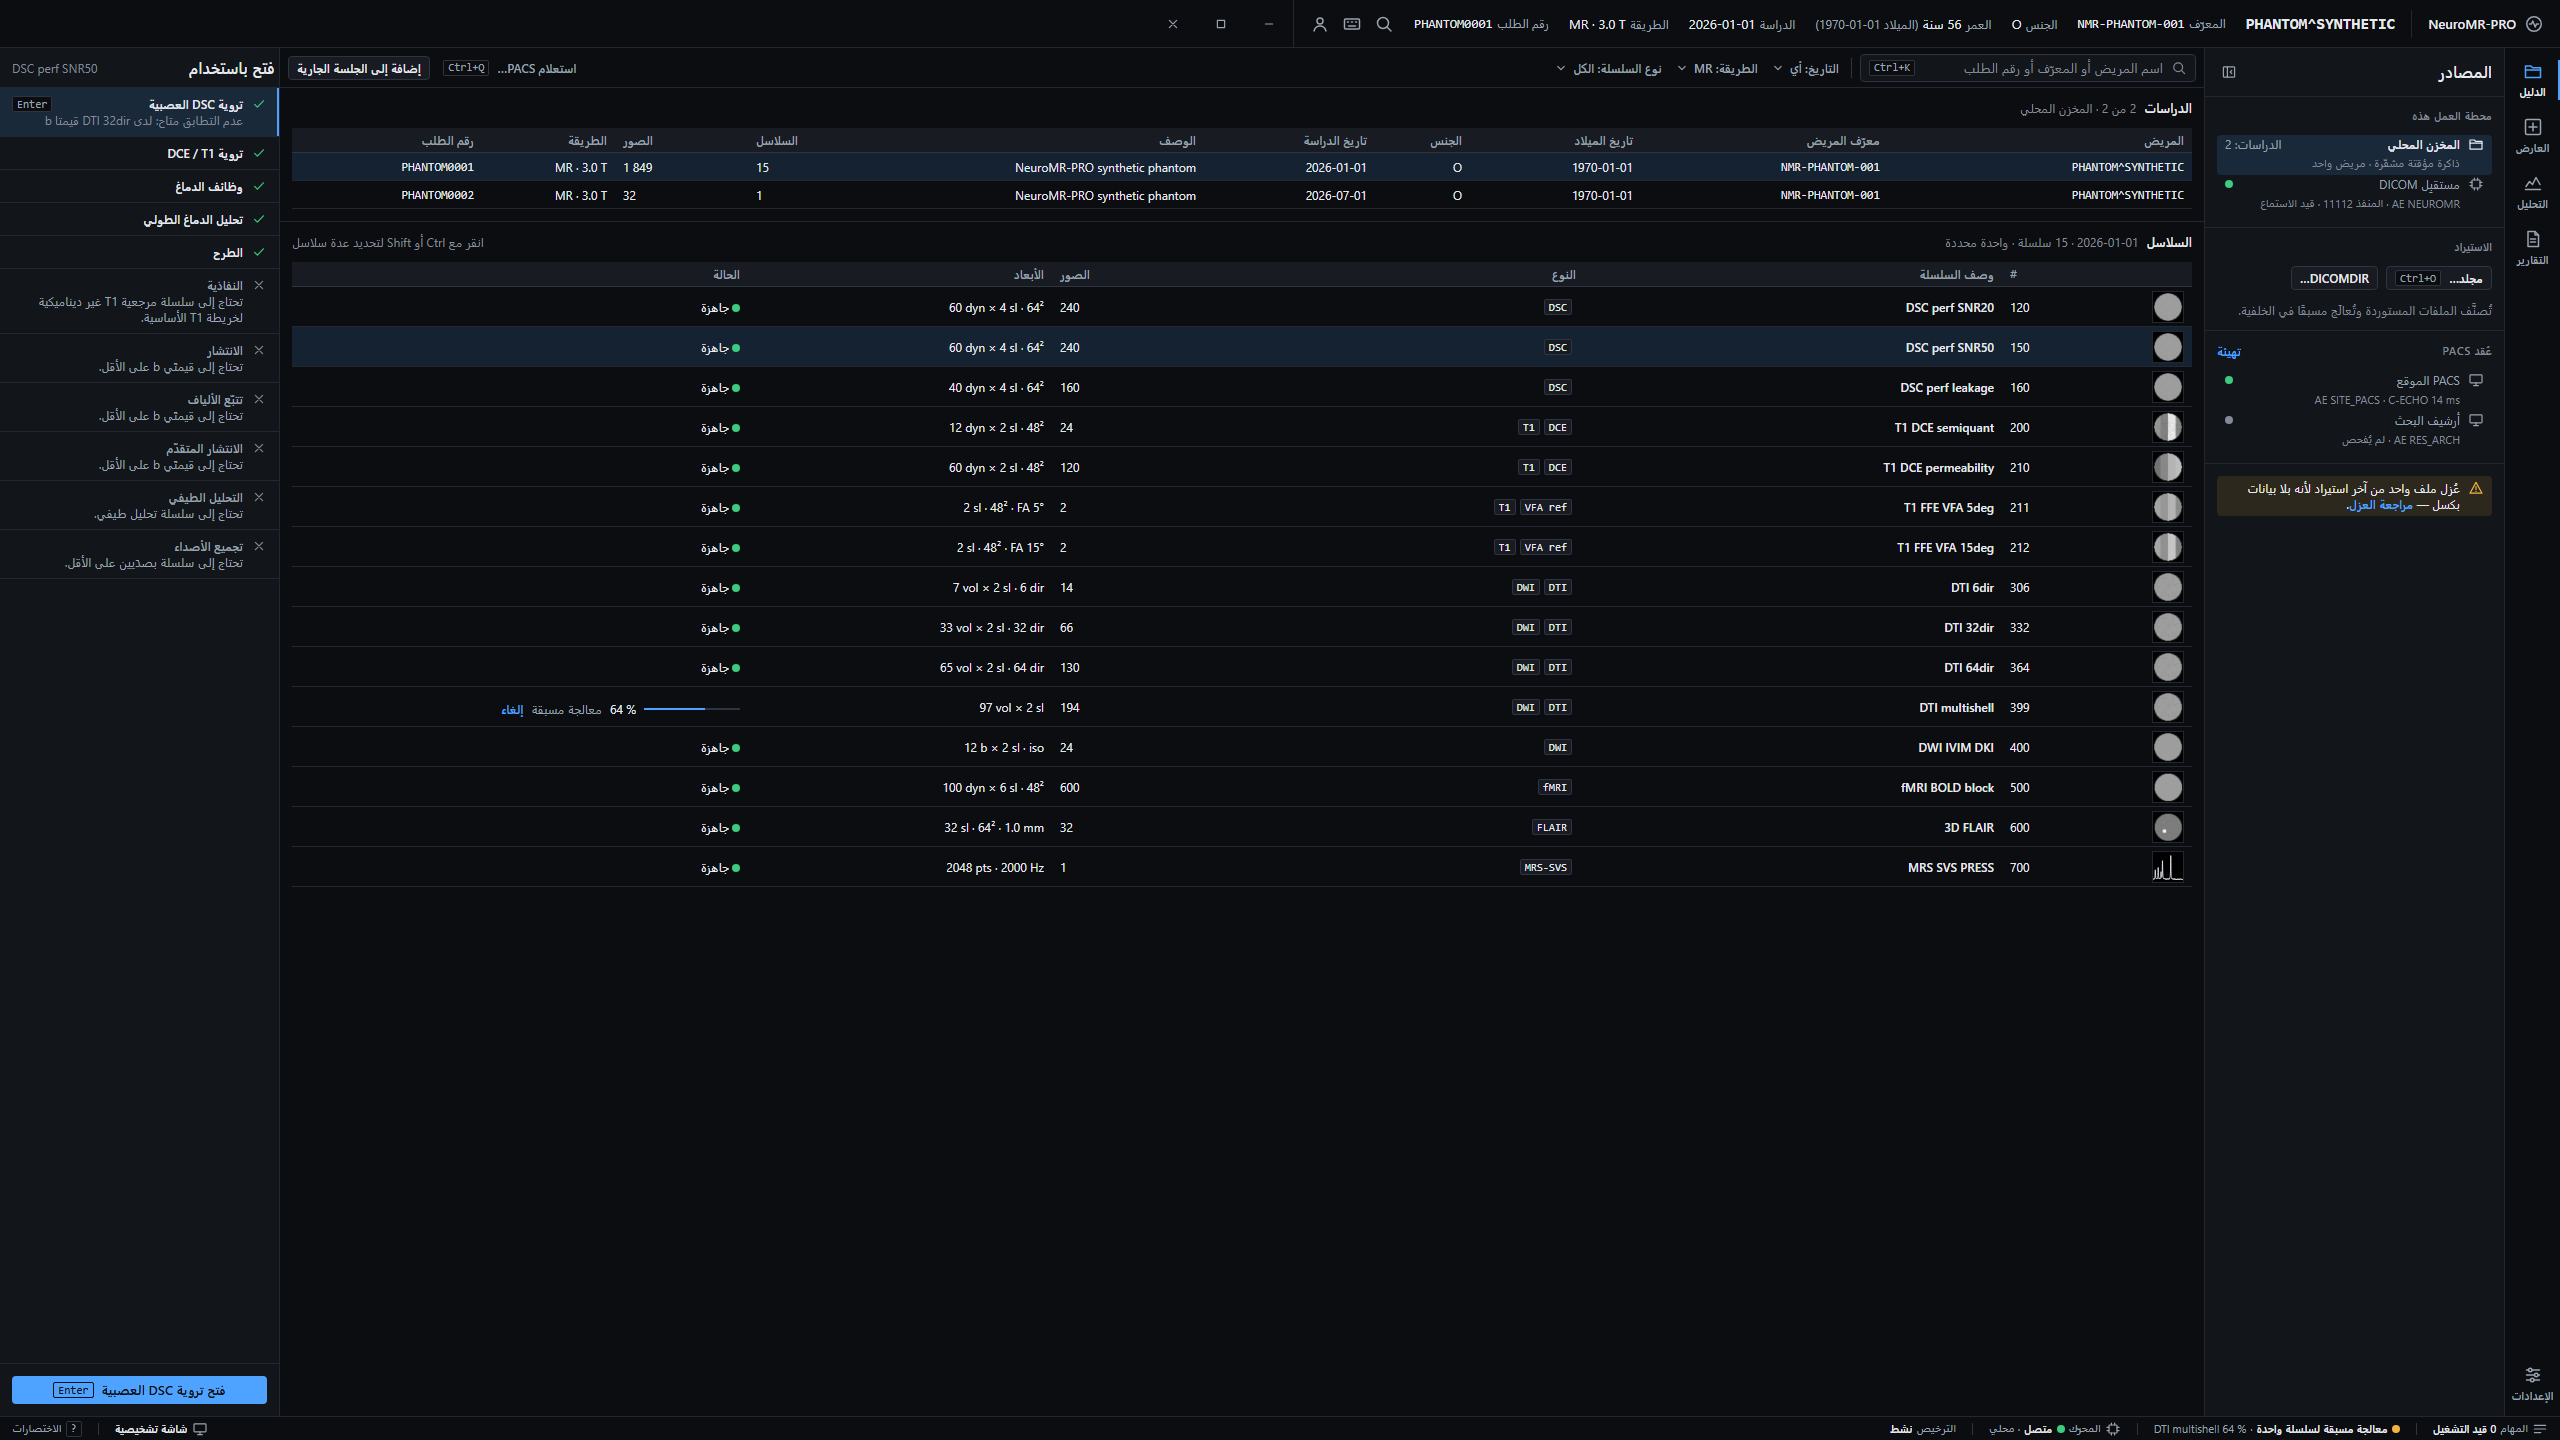 NeuroMR-PRO PHANTOM^SYNTHETIC المعرّف NMR-PHANTOM-001 الجنس O العمر 56 سنة (الميلاد 1970-01-01) الدراسة 2026-01-01 الطريقة MR · 3.0 T رقم الطلب PHANTOM0001
الدليل
العارض
التحليل
التقارير
الإعدادات
المصادر
محطة العمل هذه
المخزن المحلي الدراسات: 2
ذاكرة مؤقتة مشفّرة · مريض واحد
مستقبِل DICOM
AE NEUROMR · المنفذ 11112 · قيد الاستماع
الاستيراد
مجلد... Ctrl+O DICOMDIR...
تُصنَّف الملفات المستوردة وتُعالَج مسبقًا في الخلفية.
عُقد PACS تهيئة
PACS الموقع
AE SITE_PACS · C-ECHO 14 ms
أرشيف البحث
AE RES_ARCH · لم يُفحص
عُزل ملف واحد من آخر استيراد لأنه بلا بيانات
بكسل — مراجعة العزل.
اسم المريض أو المعرّف أو رقم الطلب Ctrl+K التاريخ: أي الطريقة: MR نوع السلسلة: الكل استعلام PACS... Ctrl+Q إضافة إلى الجلسة الجارية
الدراسات 2 من 2 · المخزن المحلي
المريض معرّف المريض تاريخ الميلاد الجنس تاريخ الدراسة الوصف السلاسل الصور الطريقة رقم الطلب
PHANTOM^SYNTHETIC NMR-PHANTOM-001 1970-01-01 O 2026-01-01 NeuroMR-PRO synthetic phantom 15 1 849 MR · 3.0 T PHANTOM0001
PHANTOM^SYNTHETIC NMR-PHANTOM-001 1970-01-01 O 2026-07-01 NeuroMR-PRO synthetic phantom 1 32 MR · 3.0 T PHANTOM0002
السلاسل 2026-01-01 · 15 سلسلة · واحدة محددة انقر مع Ctrl أو Shift لتحديد عدة سلاسل
# وصف السلسلة النوع الصور الأبعاد الحالة
120 DSC perf SNR20 DSC 240 60 dyn × 4 sl · 64² جاهزة
150 DSC perf SNR50 DSC 240 60 dyn × 4 sl · 64² جاهزة
160 DSC perf leakage DSC 160 40 dyn × 4 sl · 64² جاهزة
200 T1 DCE semiquant T1 DCE 24 12 dyn × 2 sl · 48² جاهزة
210 T1 DCE permeability T1 DCE 120 60 dyn × 2 sl · 48² جاهزة
211 T1 FFE VFA 5deg T1 VFA ref 2 2 sl · 48² · FA 5° جاهزة
212 T1 FFE VFA 15deg T1 VFA ref 2 2 sl · 48² · FA 15° جاهزة
306 DTI 6dir DWI DTI 14 7 vol × 2 sl · 6 dir جاهزة
332 DTI 32dir DWI DTI 66 33 vol × 2 sl · 32 dir جاهزة
364 DTI 64dir DWI DTI 130 65 vol × 2 sl · 64 dir جاهزة
399 DTI multishell DWI DTI 194 97 vol × 2 sl 64 % معالجة مسبقة إلغاء
400 DWI IVIM DKI DWI 24 12 b × 2 sl · iso جاهزة
500 fMRI BOLD block fMRI 600 100 dyn × 6 sl · 48² جاهزة
600 3D FLAIR FLAIR 32 32 sl · 64² · 1.0 mm جاهزة
700 MRS SVS PRESS MRS-SVS 1 2048 pts · 2000 Hz جاهزة
فتح باستخدام DSC perf SNR50
تروية DSC العصبية Enter
عدم التطابق متاح: لدى DTI 32dir قيمتا b
تروية DCE / T1
وظائف الدماغ
تحليل الدماغ الطولي
الطرح
النفاذية
تحتاج إلى سلسلة مرجعية T1 غير ديناميكية
لخريطة T1 الأساسية.
الانتشار
تحتاج إلى قيمتَي b على الأقل.
تتبّع الألياف
تحتاج إلى قيمتَي b على الأقل.
الانتشار المتقدّم
تحتاج إلى قيمتَي b على الأقل.
التحليل الطيفي
تحتاج إلى سلسلة تحليل طيفي.
تجميع الأصداء
تحتاج إلى سلسلة بصدَيين على الأقل.
فتح تروية DSC العصبية Enter
المهام 0 قيد التشغيل معالجة مسبقة لسلسلة واحدة · DTI multishell 64 % المحرك متصل · محلي الترخيص نشط شاشة تشخيصية ? الاختصارات